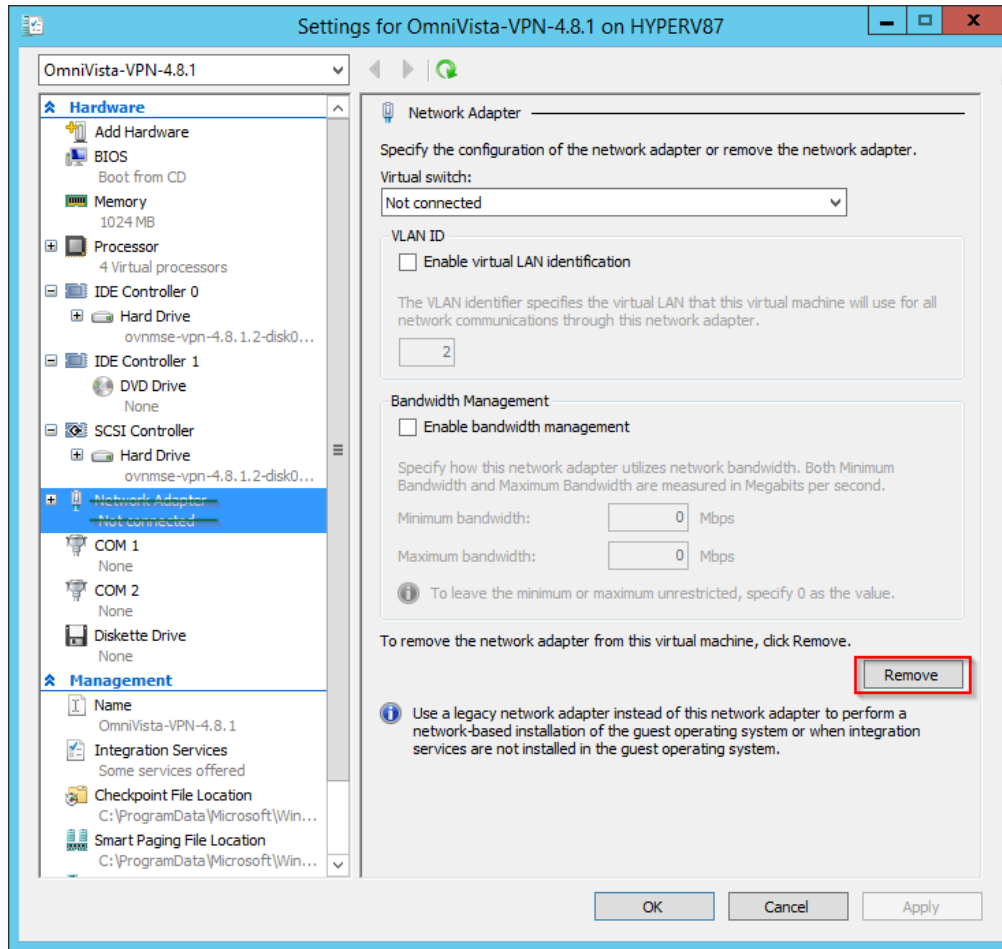 Settings for OmniVista-VPN-4.8.1 on HYPERV87
OmniVista-VPN-4.8.1
Hardware
Add Hardware
BIOS
Boot from CD
Memory
1024 MB
Processor
4 Virtual processors
IDE Controller 0
Hard Drive
ovnmse-vpn-4.8.1.2-disk0...
IDE Controller 1
DVD Drive
None
SCSI Controller
Hard Drive
ovnmse-vpn-4.8.1.2-disk0...
Network Adapter
Not connected
COM 1
None
COM 2
None
Diskette Drive
None
Management
Name
OmniVista-VPN-4.8.1
Integration Services
Some services offered
Checkpoint File Location
C:\ProgramData\Microsoft\Win...
Smart Paging File Location
C:\ProgramData\Microsoft\Win...
Network Adapter
Specify the configuration of the network adapter or remove the network adapter.
Virtual switch:
Not connected
VLAN ID
Enable virtual LAN identification
The VLAN identifier specifies the virtual LAN that this virtual machine will use for all
network communications through this network adapter.
2
Bandwidth Management
Enable bandwidth management
Specify how this network adapter utilizes network bandwidth. Both Minimum
Bandwidth and Maximum Bandwidth are measured in Megabits per second.
Minimum bandwidth: 0 Mbps
Maximum bandwidth: 0 Mbps
To leave the minimum or maximum unrestricted, specify 0 as the value.
To remove the network adapter from this virtual machine, click Remove.
Remove
Use a legacy network adapter instead of this network adapter to perform a
network-based installation of the guest operating system or when integration
services are not installed in the guest operating system.
OK Cancel Apply